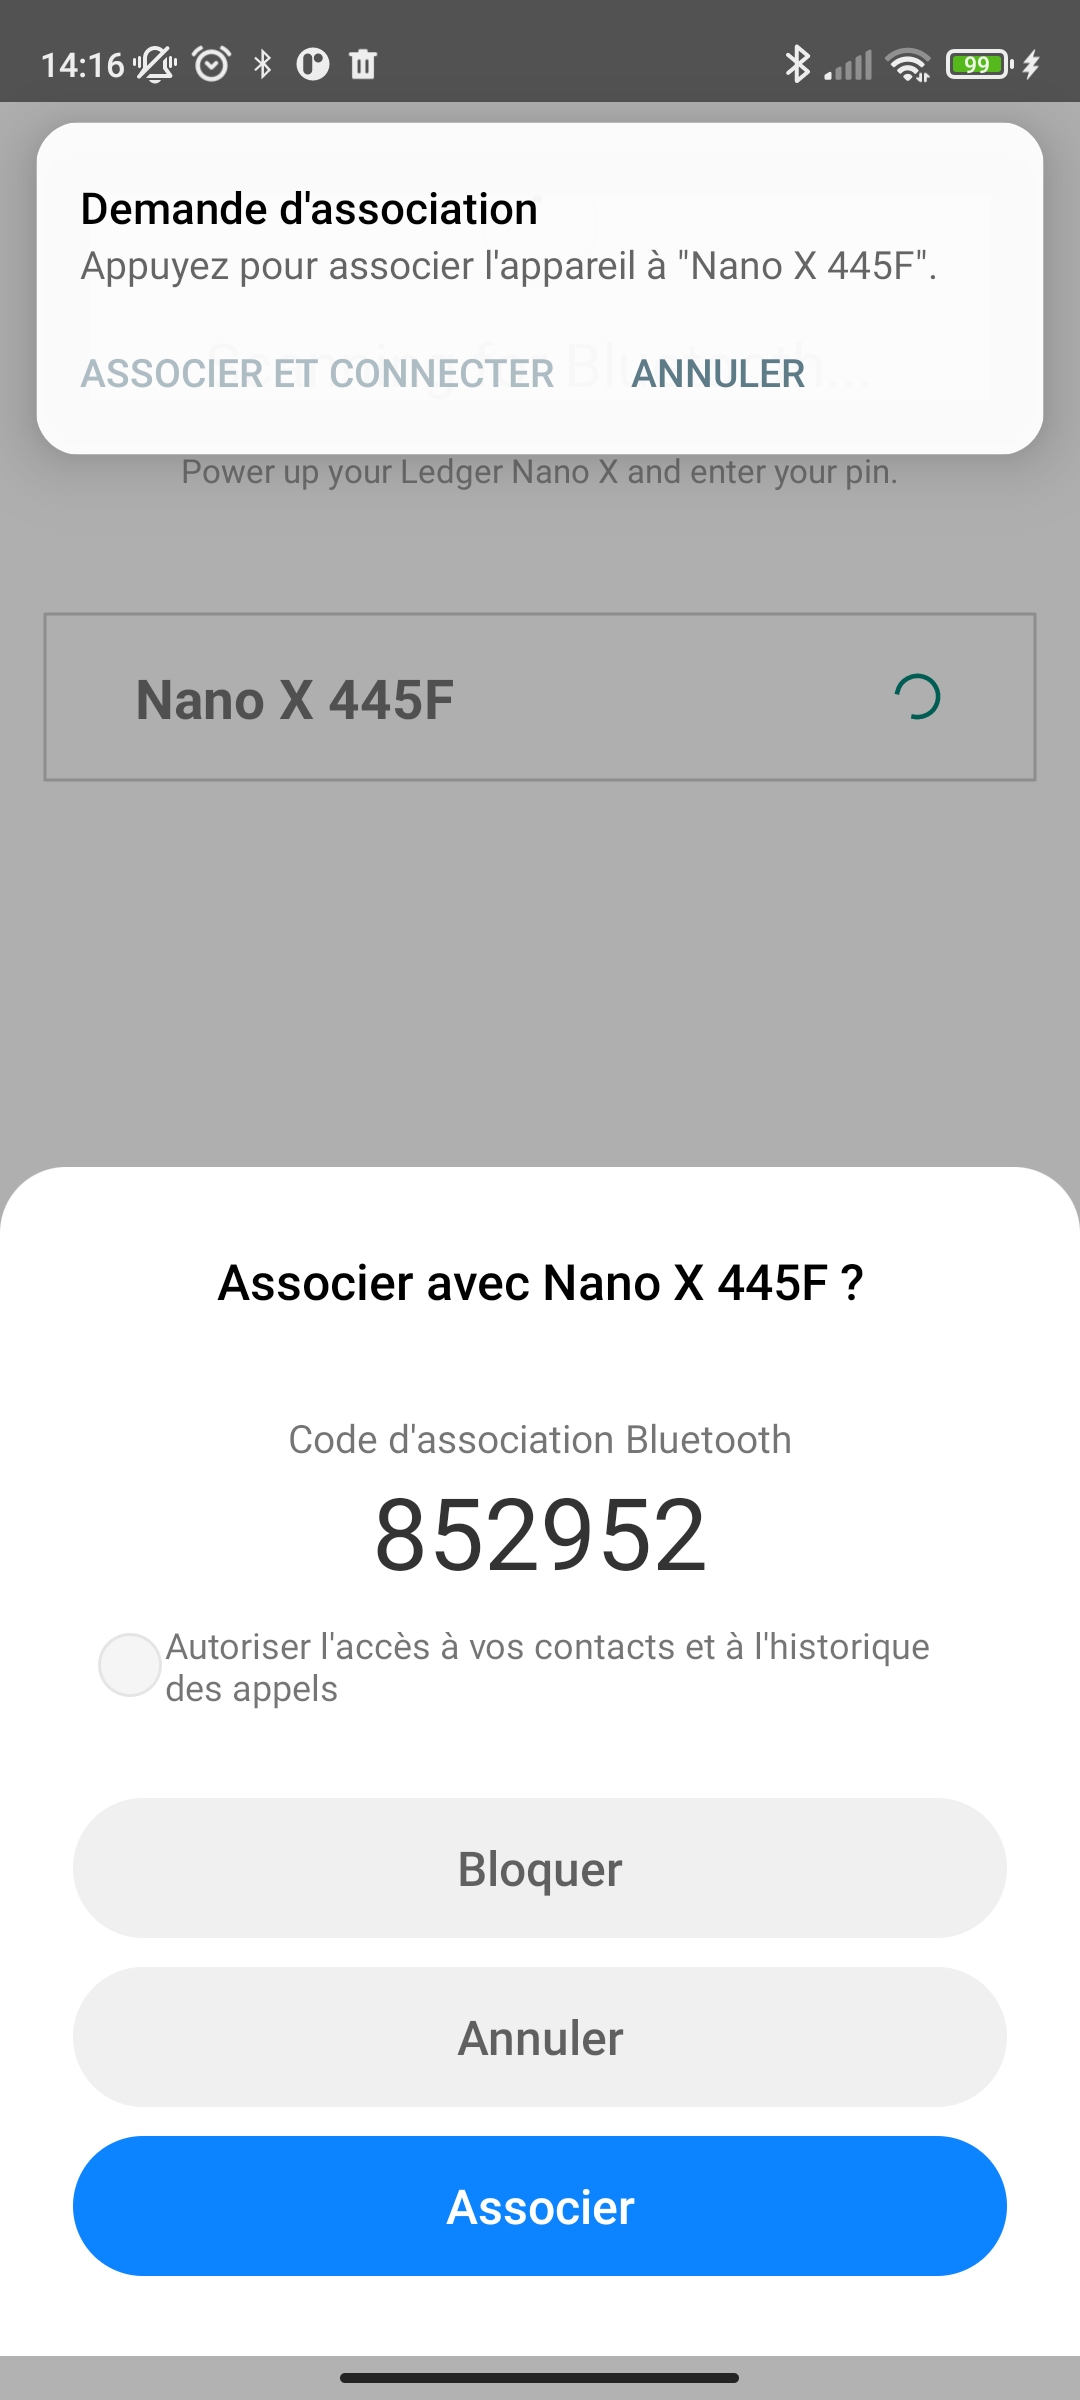 14:16
99
Demande d'association
Appuyez pour associer l'appareil à "Nano X 445F".
ASSOCIER ET CONNECTER ANNULER
Power up your Ledger Nano X and enter your pin.
Nano X 445F
Associer avec Nano X 445F ?
Code d'association Bluetooth
852952
Autoriser l'accès à vos contacts et à l'historique
des appels
Bloquer
Annuler
Associer